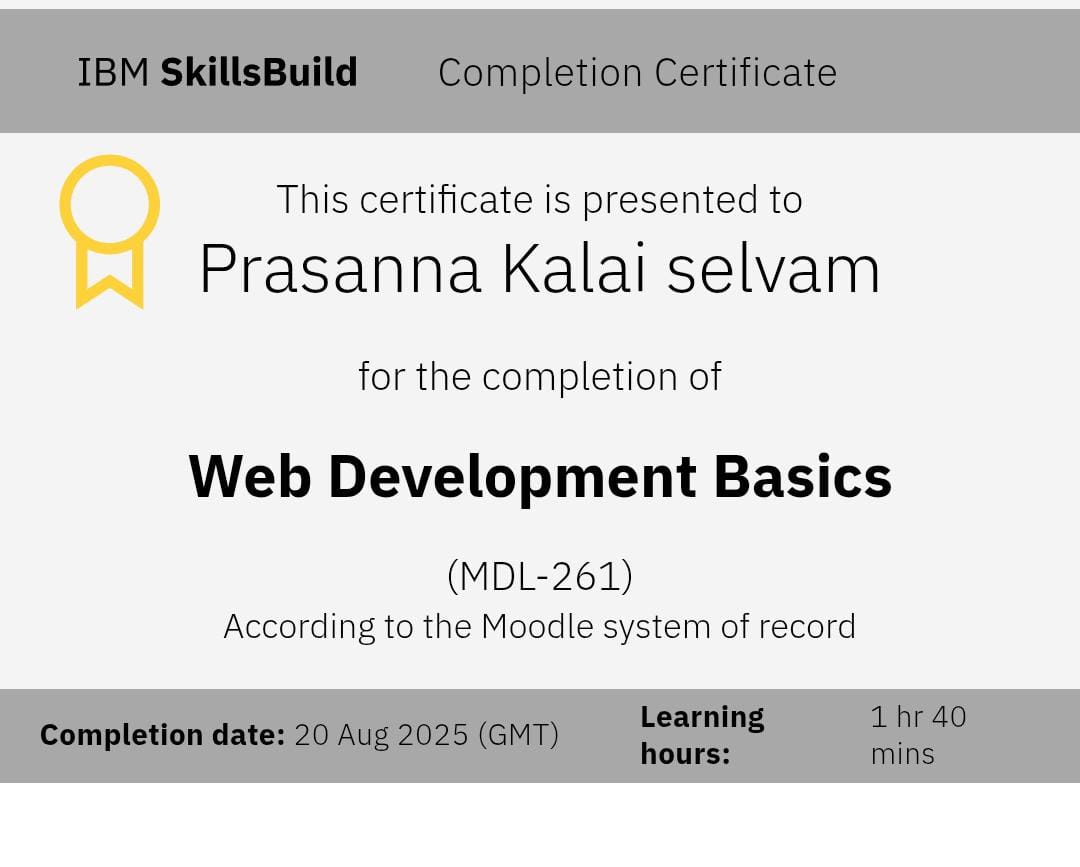 IBM SkillsBuild Completion Certificate
This certificate is presented to
Prasanna Kalai selvam
for the completion of
Web Development Basics
(MDL-261)
According to the Moodle system of record
Completion date: 20 Aug 2025 (GMT)
Learning
hours:
1 hr 40
mins